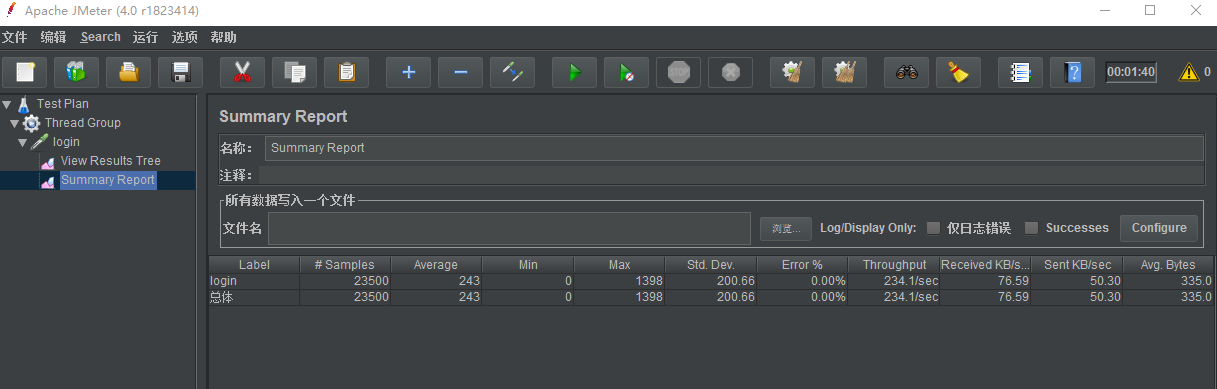 Apache JMeter (4.0 r1823414)
文件 编辑 Search 运行 选项 帮助
STOP 00:01:40 0
Test Plan
Thread Group
login
View Results Tree
Summary Report
Summary Report
名称： Summary Report
注释：
所有数据写入一个文件
文件名 浏览... Log/Display Only: 仅日志错误 Successes Configure
Label # Samples Average Min Max Std. Dev. Error % Throughput Received KB/s... Sent KB/sec Avg. Bytes
login 23500 243 0 1398 200.66 0.00% 234.1/sec 76.59 50.30 335.0
总体 23500 243 0 1398 200.66 0.00% 234.1/sec 76.59 50.30 335.0